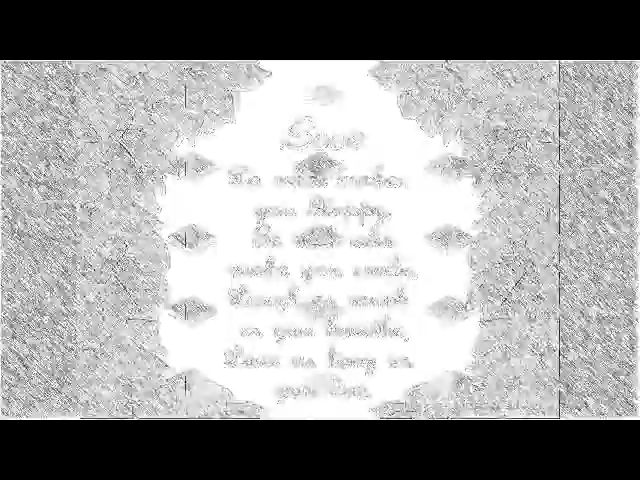 Do what makes
you Happy,
Be with who
makes you smile,
Laugh as much
as you breathe,
Love as long as
you live.